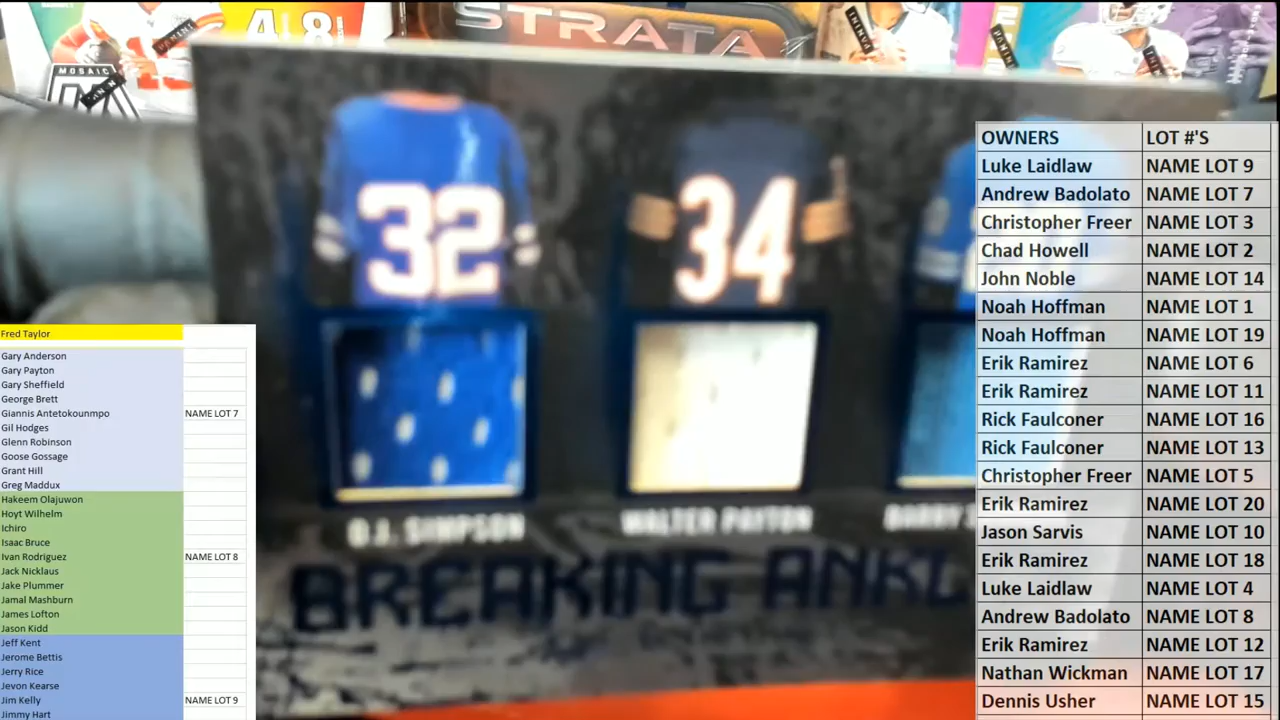 48
STRATA
MOSAIC
PANINI
PANINI
32
34
O.J. SIMPSON
WALTER PAYTON
BARRY
BREAKING ANKL
Fred Taylor
Gary Anderson
Gary Payton
Gary Sheffield
George Brett
Giannis Antetokounmpo NAME LOT 7
Gil Hodges
Glenn Robinson
Goose Gossage
Grant Hill
Greg Maddux
Hakeem Olajuwon
Hoyt Wilhelm
Ichiro
Isaac Bruce
Ivan Rodriguez NAME LOT 8
Jack Nicklaus
Jake Plummer
Jamal Mashburn
James Lofton
Jason Kidd
Jeff Kent
Jerome Bettis
Jerry Rice
Jevon Kearse
Jim Kelly NAME LOT 9
Jimmy Hart
OWNERS LOT #'S
Luke Laidlaw NAME LOT 9
Andrew Badolato NAME LOT 7
Christopher Freer NAME LOT 3
Chad Howell NAME LOT 2
John Noble NAME LOT 14
Noah Hoffman NAME LOT 1
Noah Hoffman NAME LOT 19
Erik Ramirez NAME LOT 6
Erik Ramirez NAME LOT 11
Rick Faulconer NAME LOT 16
Rick Faulconer NAME LOT 13
Christopher Freer NAME LOT 5
Erik Ramirez NAME LOT 20
Jason Sarvis NAME LOT 10
Erik Ramirez NAME LOT 18
Luke Laidlaw NAME LOT 4
Andrew Badolato NAME LOT 8
Erik Ramirez NAME LOT 12
Nathan Wickman NAME LOT 17
Dennis Usher NAME LOT 15